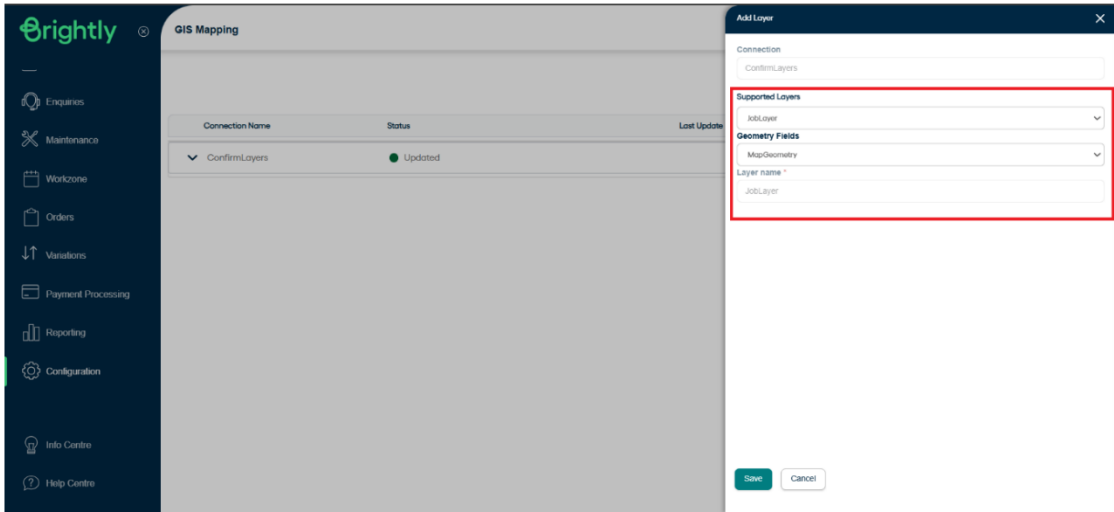 Brightly
Enquiries
Maintenance
Workzone
Orders
Variations
Payment Processing
Reporting
Configuration
Info Centre
Help Centre
GIS Mapping
Connection Name Status Last Update
ConfirmLayers Updated
Add Layer
Connection
ConfirmLayers
Supported Layers
JobLayer
Geometry Fields
MapGeometry
Layer name *
JobLayer
Save Cancel